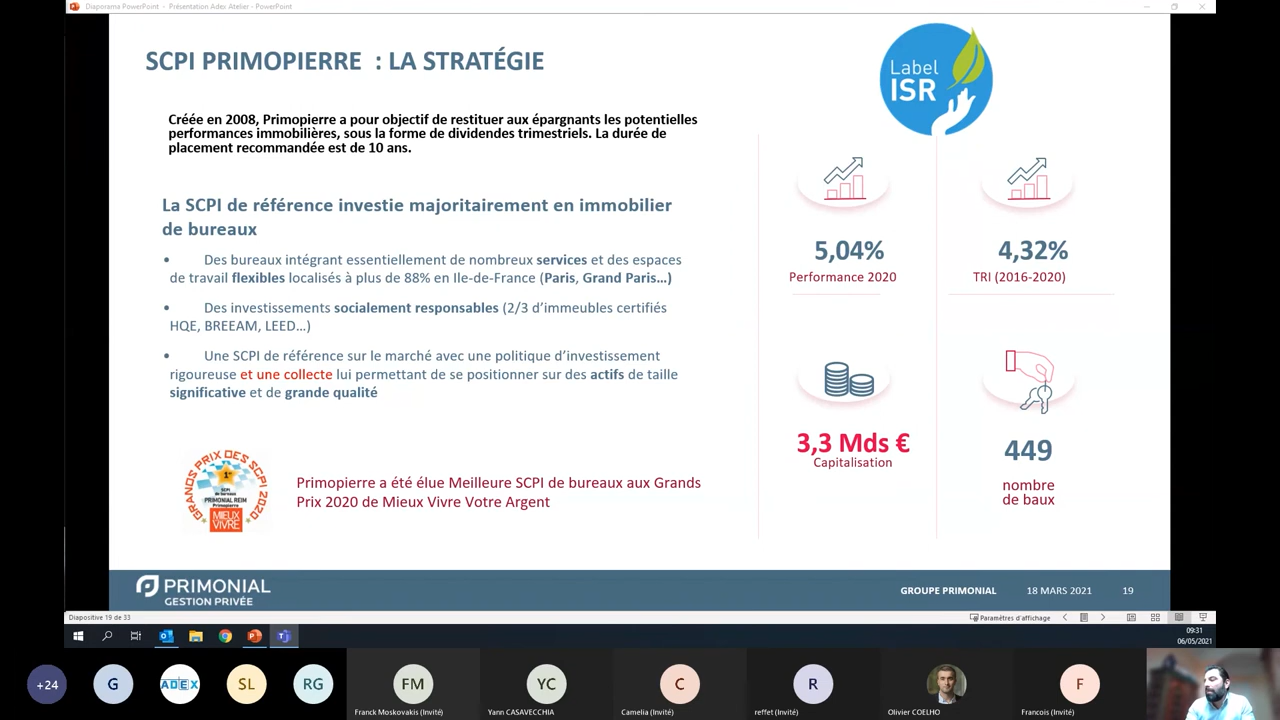 Diaporama PowerPoint - Présentation Adex Atelier - PowerPoint
SCPI PRIMOPIERRE : LA STRATÉGIE
Label
ISR
Créée en 2008, Primopierre a pour objectif de restituer aux épargnants les potentielles
performances immobilières, sous la forme de dividendes trimestriels. La durée de
placement recommandée est de 10 ans.
La SCPI de référence investie majoritairement en immobilier
de bureaux
• Des bureaux intégrant essentiellement de nombreux services et des espaces
de travail flexibles localisés à plus de 88% en Ile-de-France (Paris, Grand Paris...)
• Des investissements socialement responsables (2/3 d'immeubles certifiés
HQE, BREEAM, LEED...)
• Une SCPI de référence sur le marché avec une politique d'investissement
rigoureuse et une collecte lui permettant de se positionner sur des actifs de taille
significative et de grande qualité
5,04%
Performance 2020
4,32%
TRI (2016-2020)
3,3 Mds €
Capitalisation
449
nombre
de baux
GRANDS PRIX DES SCPI 2020
1er
SCPI
de bureaux
PRIMONIAL REIM
Primopierre
MIEUX
VIVRE
Primopierre a été élue Meilleure SCPI de bureaux aux Grands
Prix 2020 de Mieux Vivre Votre Argent
PRIMONIAL
GESTION PRIVÉE
GROUPE PRIMONIAL
18 MARS 2021
19
Diapositive 19 de 33
Paramètres d'affichage
09:31
06/05/2021
+24
G
ADEX
SL
RG
FM
Franck Moskovakis (Invité)
YC
Yann CASAVECCHIA
C
Camelia (Invité)
R
reffet (Invité)
Olivier COELHO
F
Francois (Invité)